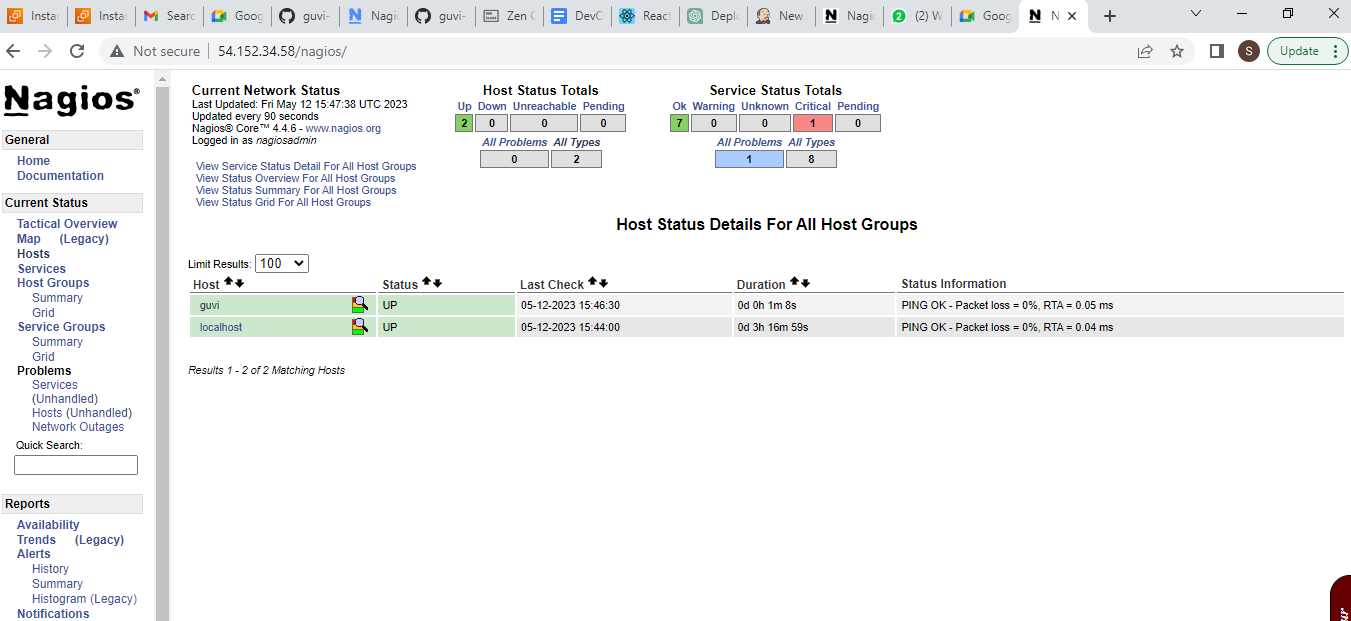 Instal
Instal
Searc
Goog
guvi-
Nagio
guvi-
Zen C
DevO
React
Deplo
New
Nagio
(2) W
Goog
N
Not secure 54.152.34.58/nagios/
S
Update
Nagios®
General
Home
Documentation
Current Status
Tactical Overview
Map (Legacy)
Hosts
Services
Host Groups
Summary
Grid
Service Groups
Summary
Grid
Problems
Services
(Unhandled)
Hosts (Unhandled)
Network Outages
Quick Search:
Reports
Availability
Trends (Legacy)
Alerts
History
Summary
Histogram (Legacy)
Notifications
Current Network Status
Last Updated: Fri May 12 15:47:38 UTC 2023
Updated every 90 seconds
Nagios® Core™ 4.4.6 - www.nagios.org
Logged in as nagiosadmin
View Service Status Detail For All Host Groups
View Status Overview For All Host Groups
View Status Summary For All Host Groups
View Status Grid For All Host Groups
Host Status Totals
Up Down Unreachable Pending
2 0 0 0
All Problems All Types
0 2
Service Status Totals
Ok Warning Unknown Critical Pending
7 0 0 1 0
All Problems All Types
1 8
Host Status Details For All Host Groups
Limit Results: 100
Host Status Last Check Duration Status Information
guvi UP 05-12-2023 15:46:30 0d 0h 1m 8s PING OK - Packet loss = 0%, RTA = 0.05 ms
localhost UP 05-12-2023 15:44:00 0d 3h 16m 59s PING OK - Packet loss = 0%, RTA = 0.04 ms
Results 1 - 2 of 2 Matching Hosts